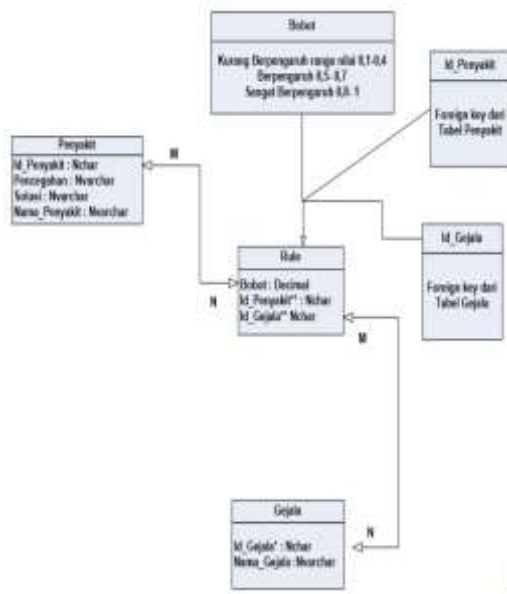 Bobot
Kurang Berpengaruh range nilai 0,1-0,4
Berpengaruh 0,5- 0,7
Sangat Berpengaruh 0,8- 1
Id_Penyakit
Foreign key dari
Tabel Penyakit
Penyakit
Id_Penyakit : Nchar
Pencegahan : Nvarchar
Solusi : Nvarchar
Nama_Penyakit : Nvarchar
M
N
Rule
Bobot : Decimal
Id_Penyakit** : Nchar
Id_Gejala** Nchar
Id_Gejala
Foreign key dari
Tabel Gejala
M
N
Gejala
Id_Gejala* : Nchar
Nama_Gejala :Nvarchar